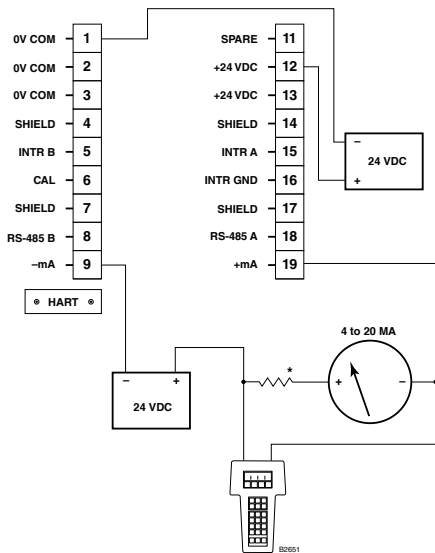 0V COM 1
0V COM 2
0V COM 3
SHIELD 4
INTR B 5
CAL 6
SHIELD 7
RS-485 B 8
–mA 9
HART
SPARE 11
+24 VDC 12
+24 VDC 13
SHIELD 14
INTR A 15
INTR GND 16
SHIELD 17
RS-485 A 18
+mA 19
–
24 VDC
+
4 to 20 MA
– +
24 VDC
*
+ –
B2651